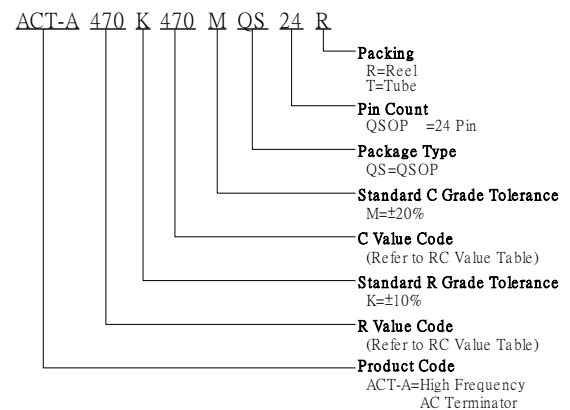 ACT-A 470 K 470 M QS 24 R
Packing
R=Reel
T=Tube
Pin Count
QSOP =24 Pin
Package Type
QS=QSOP
Standard C Grade Tolerance
M=±20%
C Value Code
(Refer to RC Value Table)
Standard R Grade Tolerance
K=±10%
R Value Code
(Refer to RC Value Table)
Product Code
ACT-A=High Frequency
AC Terminator